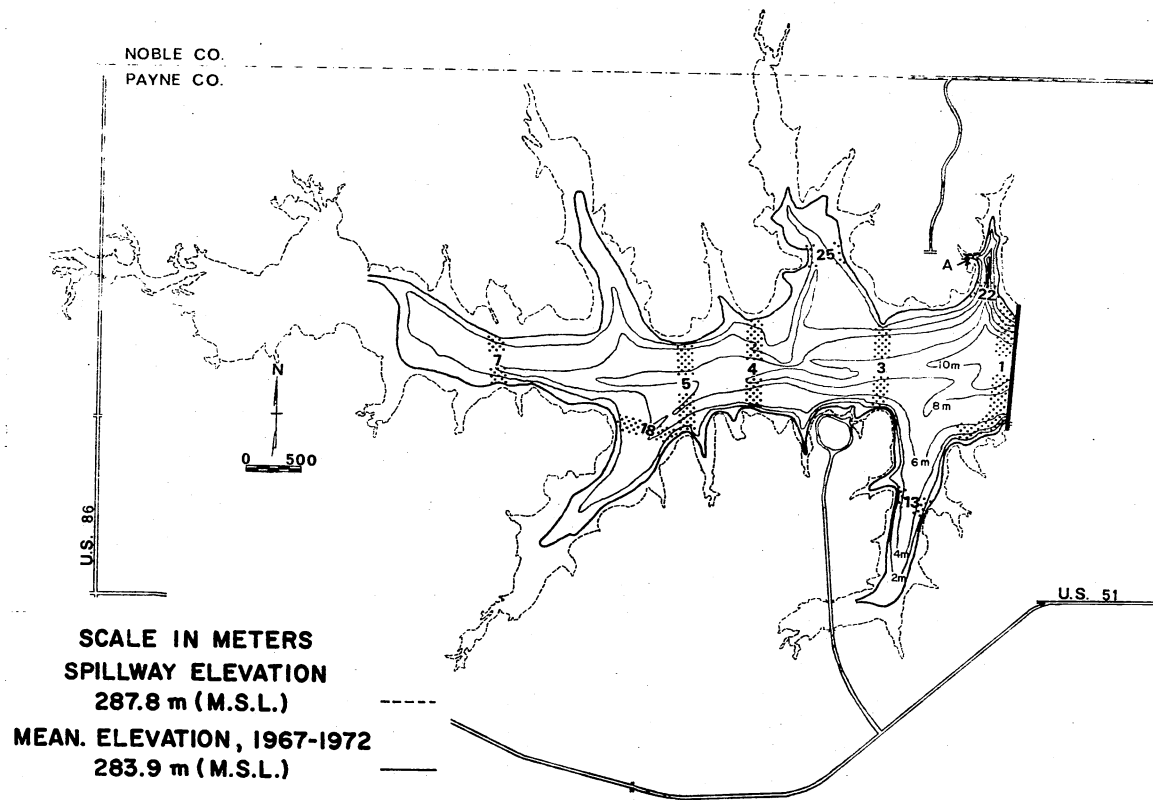 NOBLE CO.
PAYNE CO.
A
25
22
7
5
4
3
1
10m
8m
18
6m
13
4m
2m
N
0 500
U.S. 86
U.S. 51
SCALE IN METERS
SPILLWAY ELEVATION
287.8 m (M.S.L.)
MEAN. ELEVATION, 1967-1972
283.9 m (M.S.L.)